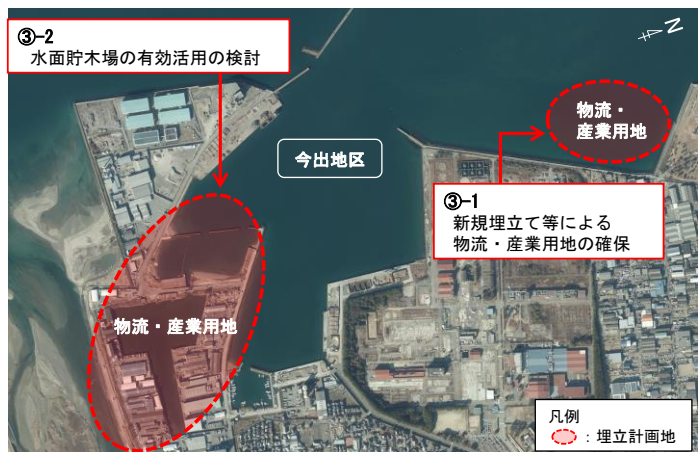 ③-2
水面貯木場の有効活用の検討
N
物流・
産業用地
今出地区
③-1
新規埋立て等による
物流・産業用地の確保
物流・産業用地
凡例
：埋立計画地